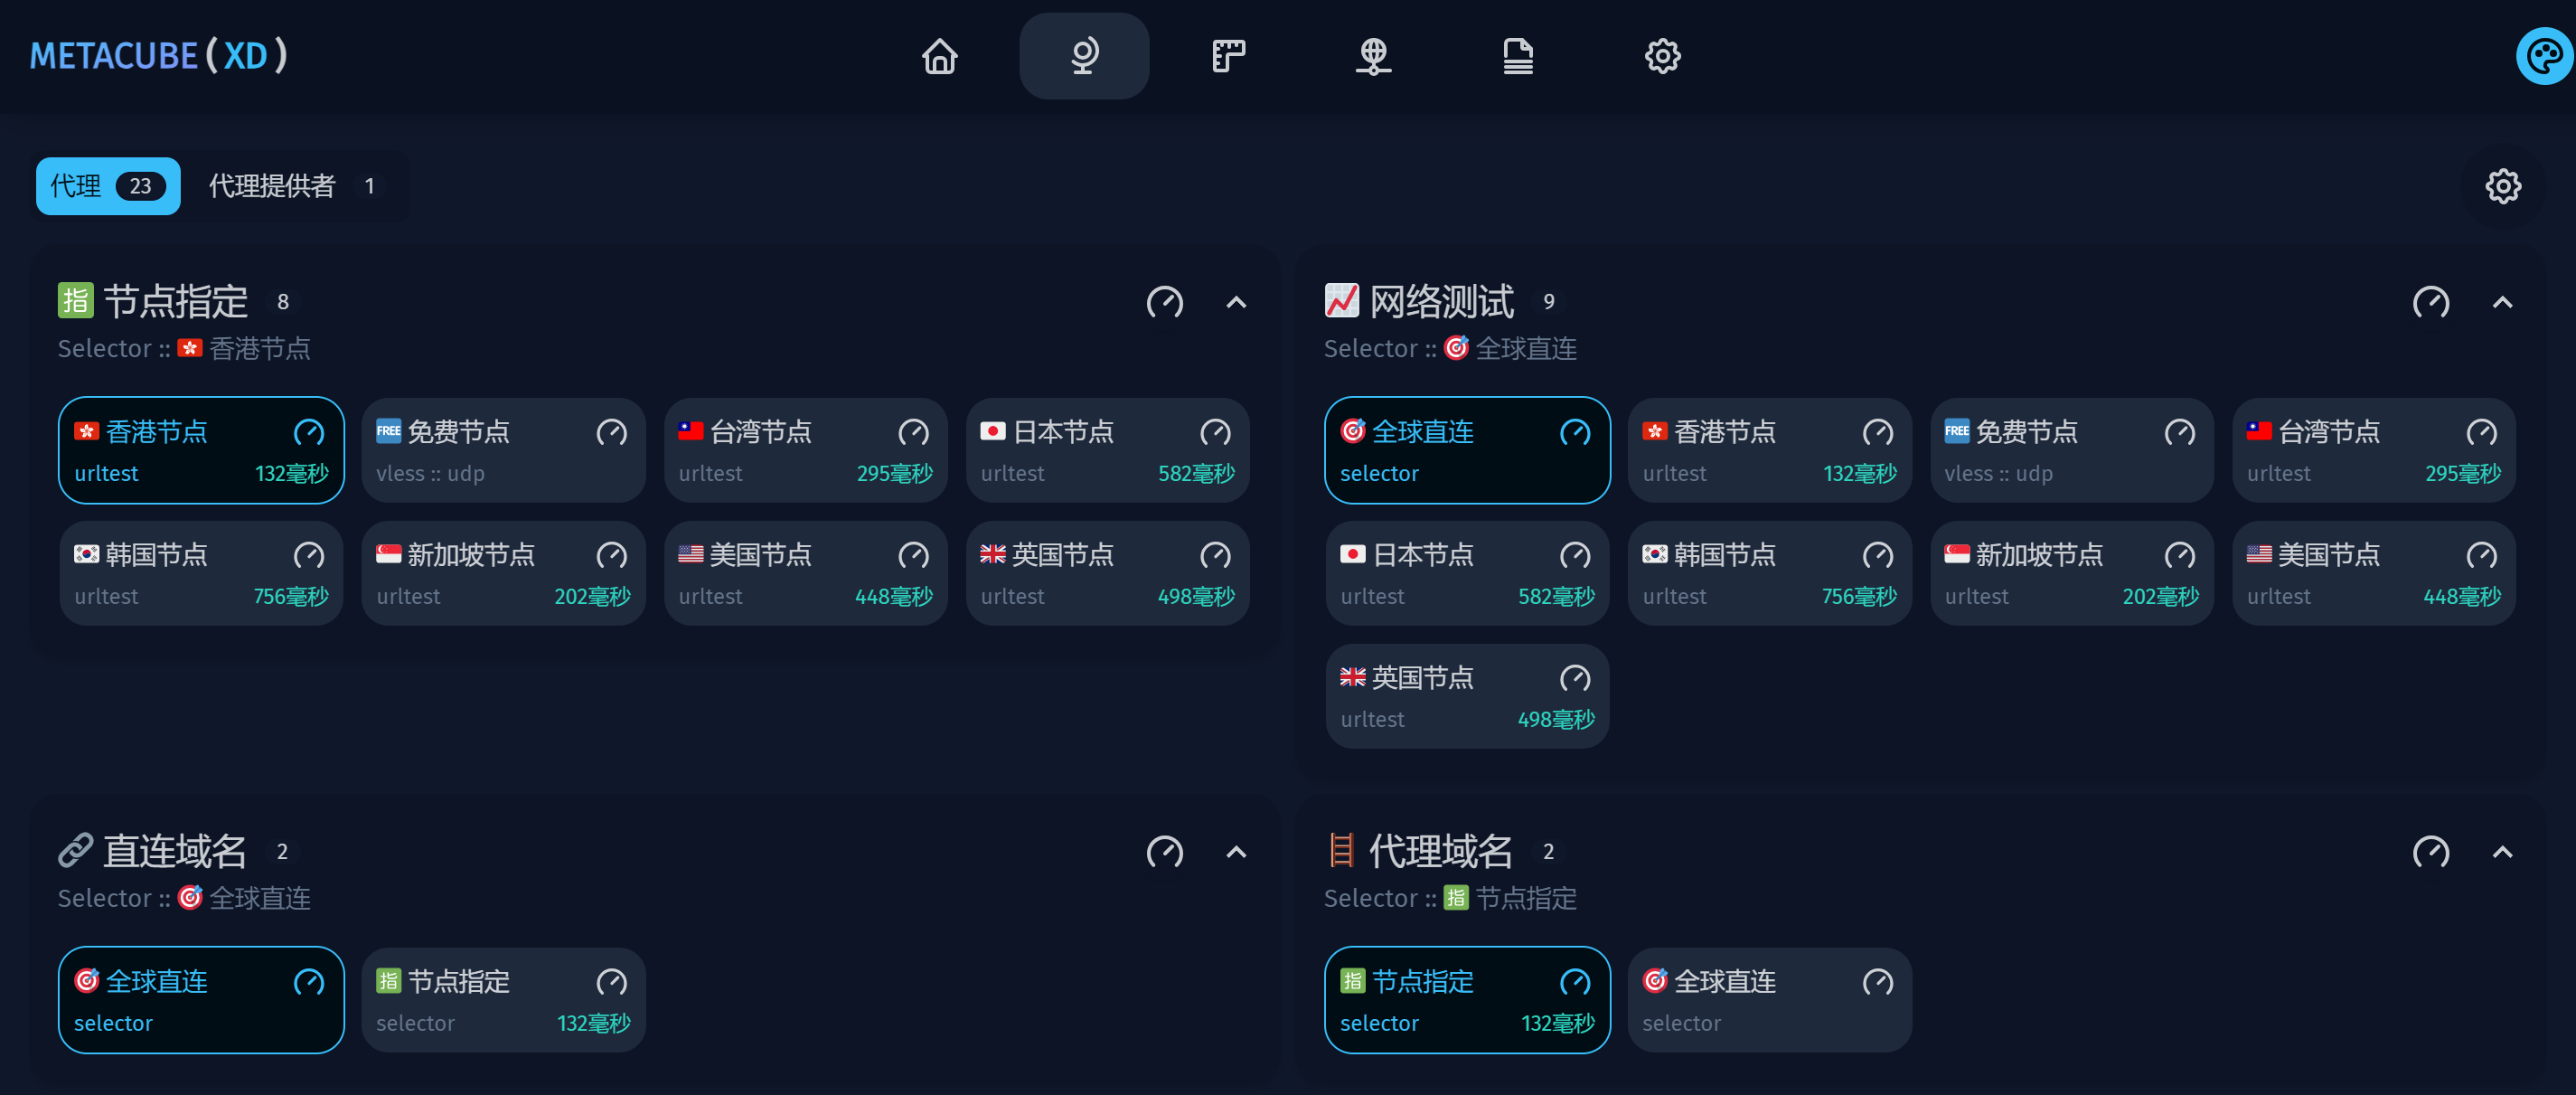 METACUBE(XD)
代理 23 代理提供者 1
指 节点指定 8
Selector :: 香港节点
香港节点
urltest 132毫秒
FREE 免费节点
vless :: udp
台湾节点
urltest 295毫秒
日本节点
urltest 582毫秒
韩国节点
urltest 756毫秒
新加坡节点
urltest 202毫秒
美国节点
urltest 448毫秒
英国节点
urltest 498毫秒
网络测试 9
Selector :: 全球直连
全球直连
selector
香港节点
urltest 132毫秒
FREE 免费节点
vless :: udp
台湾节点
urltest 295毫秒
日本节点
urltest 582毫秒
韩国节点
urltest 756毫秒
新加坡节点
urltest 202毫秒
美国节点
urltest 448毫秒
英国节点
urltest 498毫秒
直连域名 2
Selector :: 全球直连
全球直连
selector
指 节点指定
selector 132毫秒
代理域名 2
Selector :: 指 节点指定
指 节点指定
selector 132毫秒
全球直连
selector